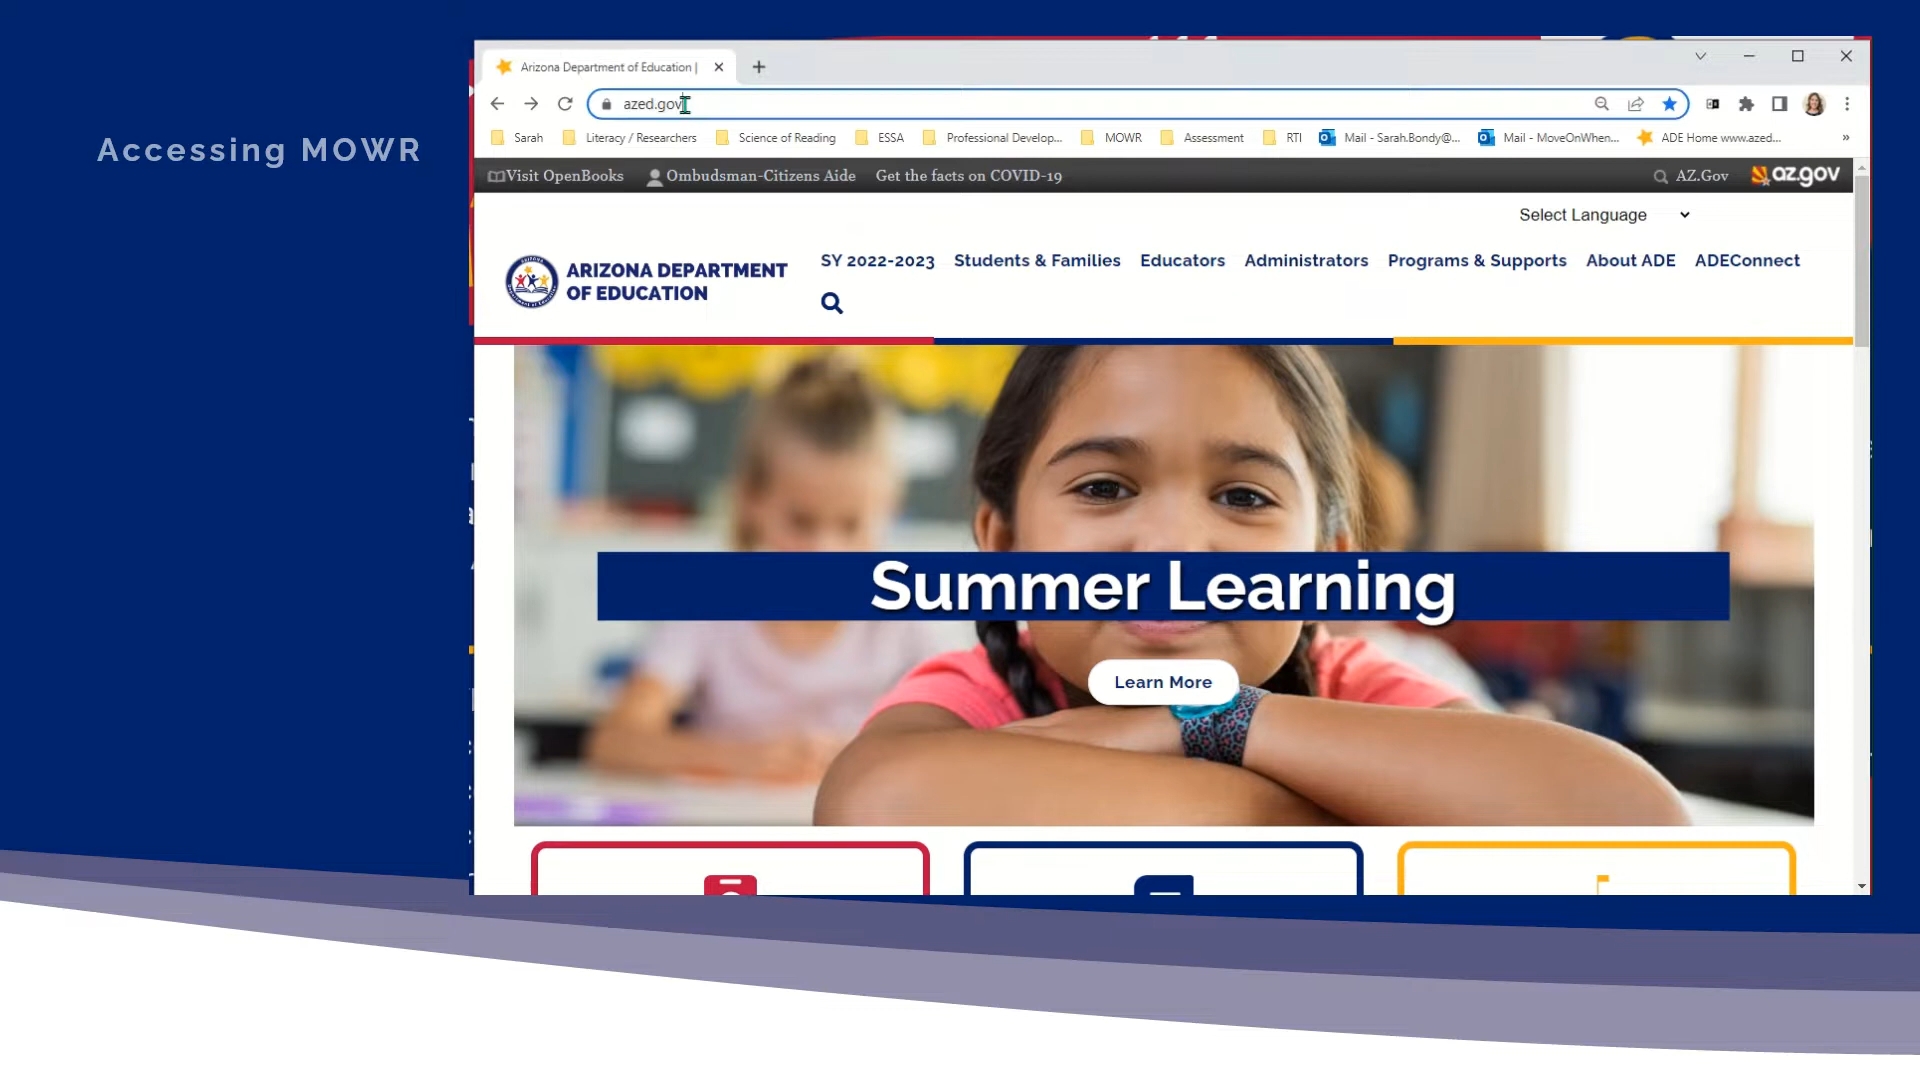 Accessing MOWR
Arizona Department of Education |
azed.gov
Sarah
Literacy / Researchers
Science of Reading
ESSA
Professional Develop...
MOWR
Assessment
RTI
Mail - Sarah.Bondy@...
Mail - MoveOnWhen...
ADE Home www.azed...
»
Visit OpenBooks
Ombudsman-Citizens Aide
Get the facts on COVID-19
AZ.Gov
az.gov
Select Language
ARIZONA DEPARTMENT
OF EDUCATION
SY 2022-2023
Students & Families
Educators
Administrators
Programs & Supports
About ADE
ADEConnect
Summer Learning
Learn More